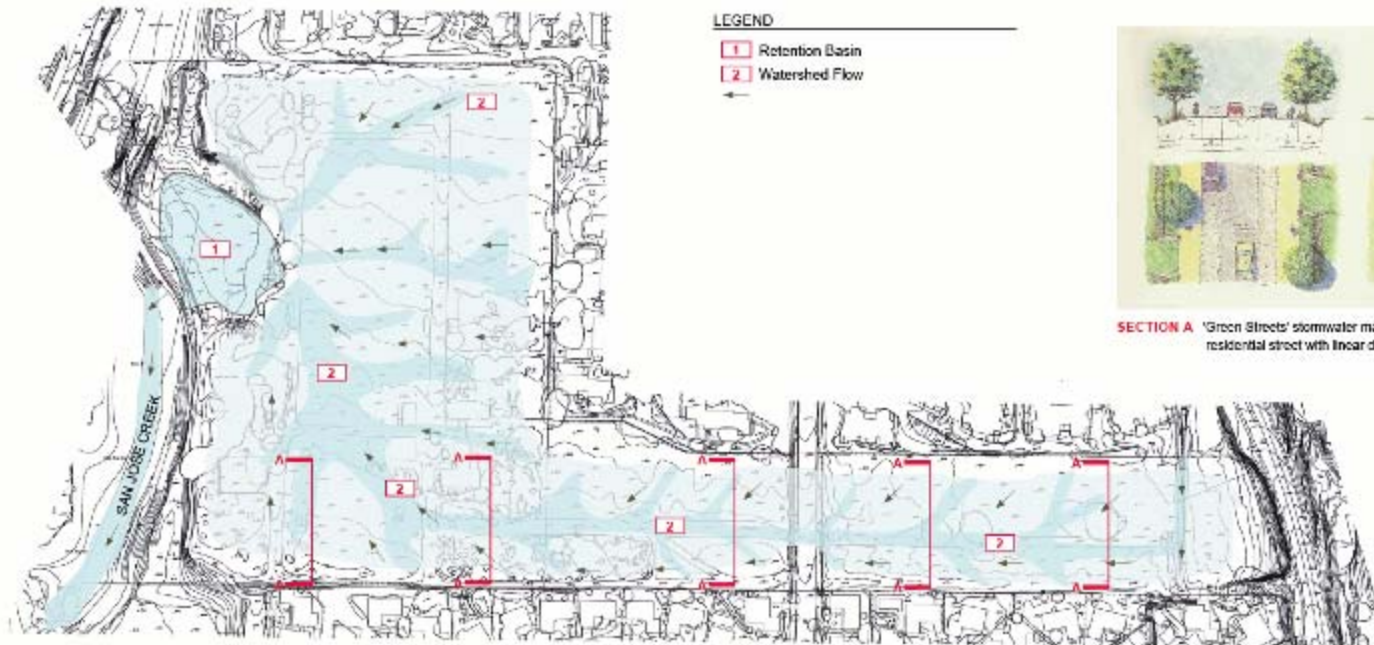 LEGEND
1 Retention Basin
2 Watershed Flow
2
1
2
SAN JOSE CREEK
A A A A A
2
2
2
A A A A A
SECTION A 'Green Streets' stormwater ma
residential street with linear d